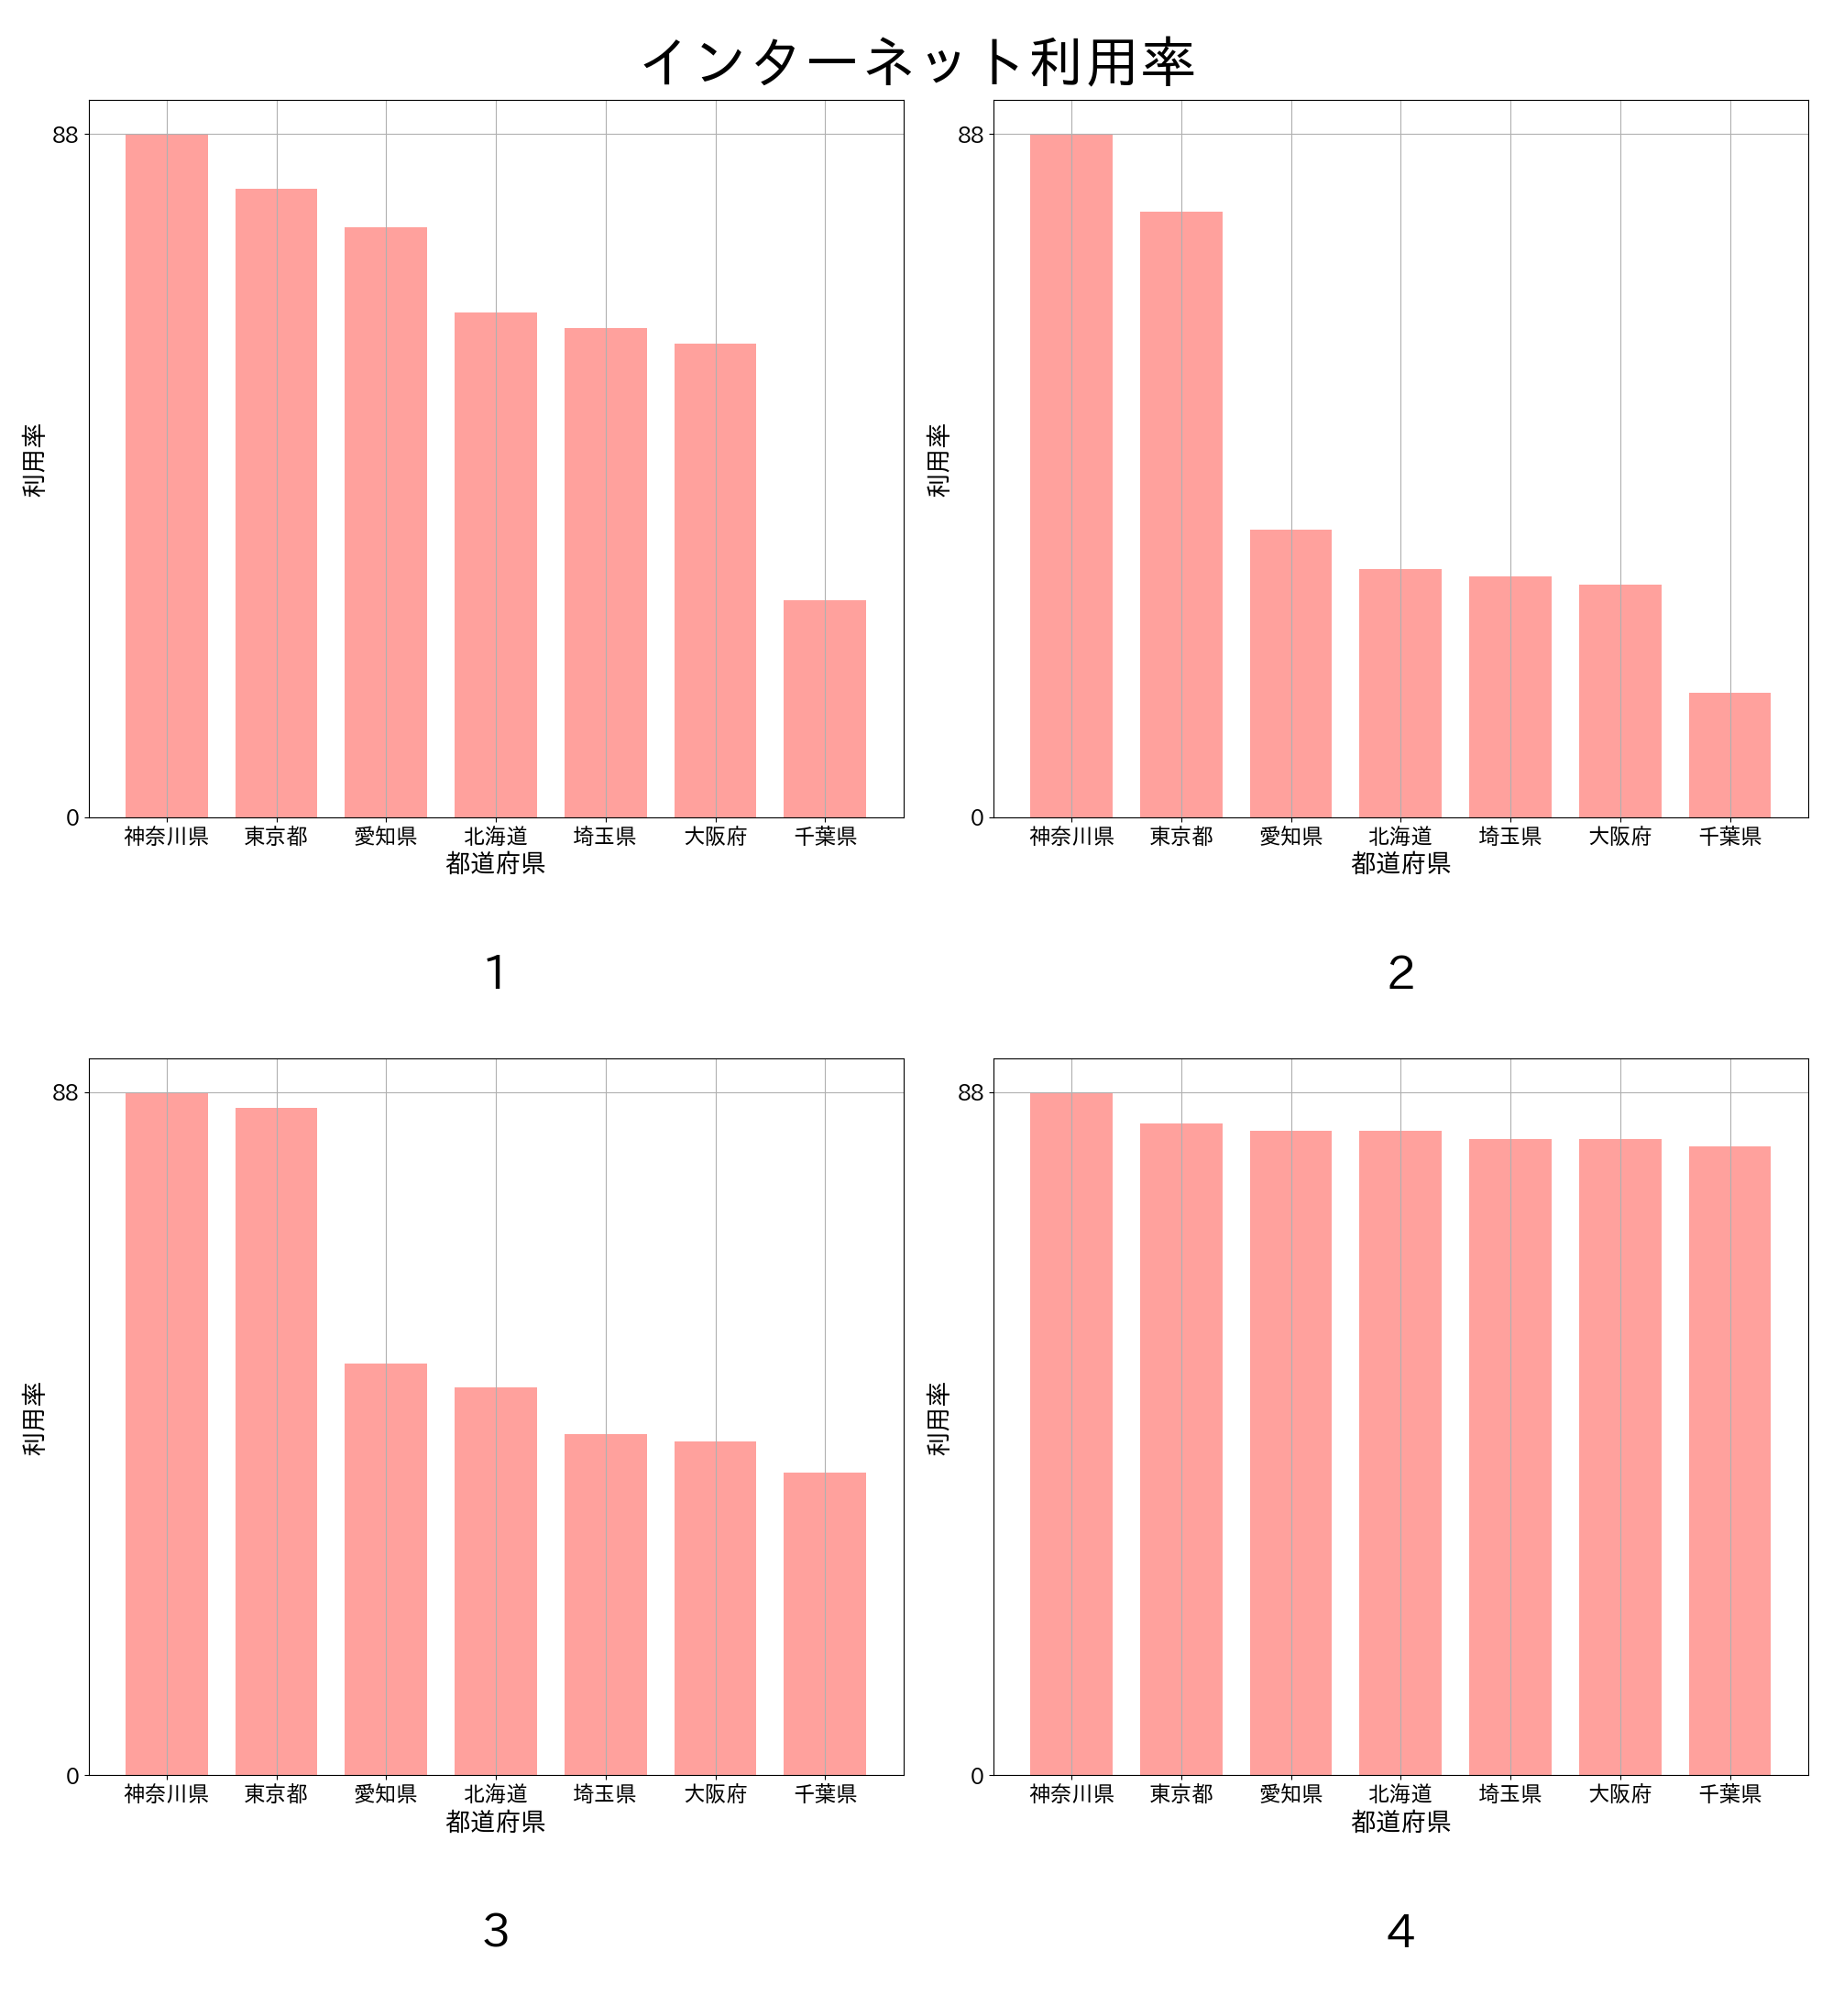 インターネット利用率
88
0
利用率
神奈川県 東京都 愛知県 北海道 埼玉県 大阪府 千葉県
都道府県
1
88
0
利用率
神奈川県 東京都 愛知県 北海道 埼玉県 大阪府 千葉県
都道府県
2
88
0
利用率
神奈川県 東京都 愛知県 北海道 埼玉県 大阪府 千葉県
都道府県
3
88
0
利用率
神奈川県 東京都 愛知県 北海道 埼玉県 大阪府 千葉県
都道府県
4